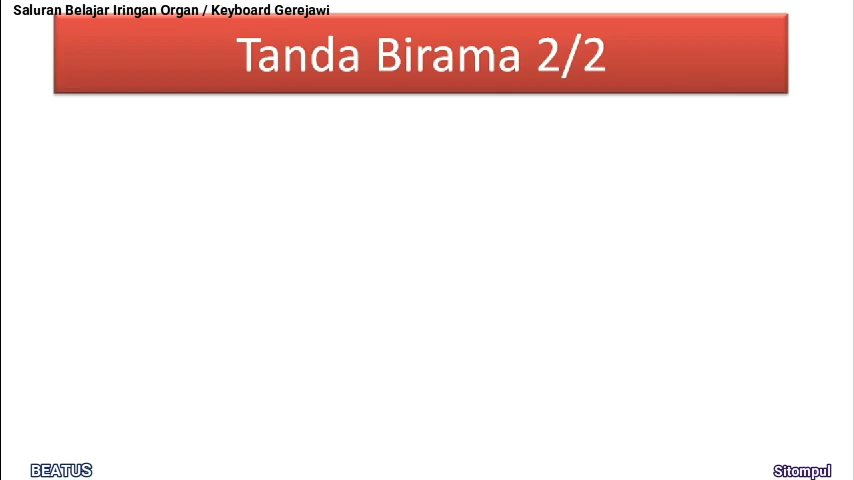 Saluran Belajar Iringan Organ / Keyboard Gerejawi
Tanda Birama 2/2
BEATUS
Sitompul